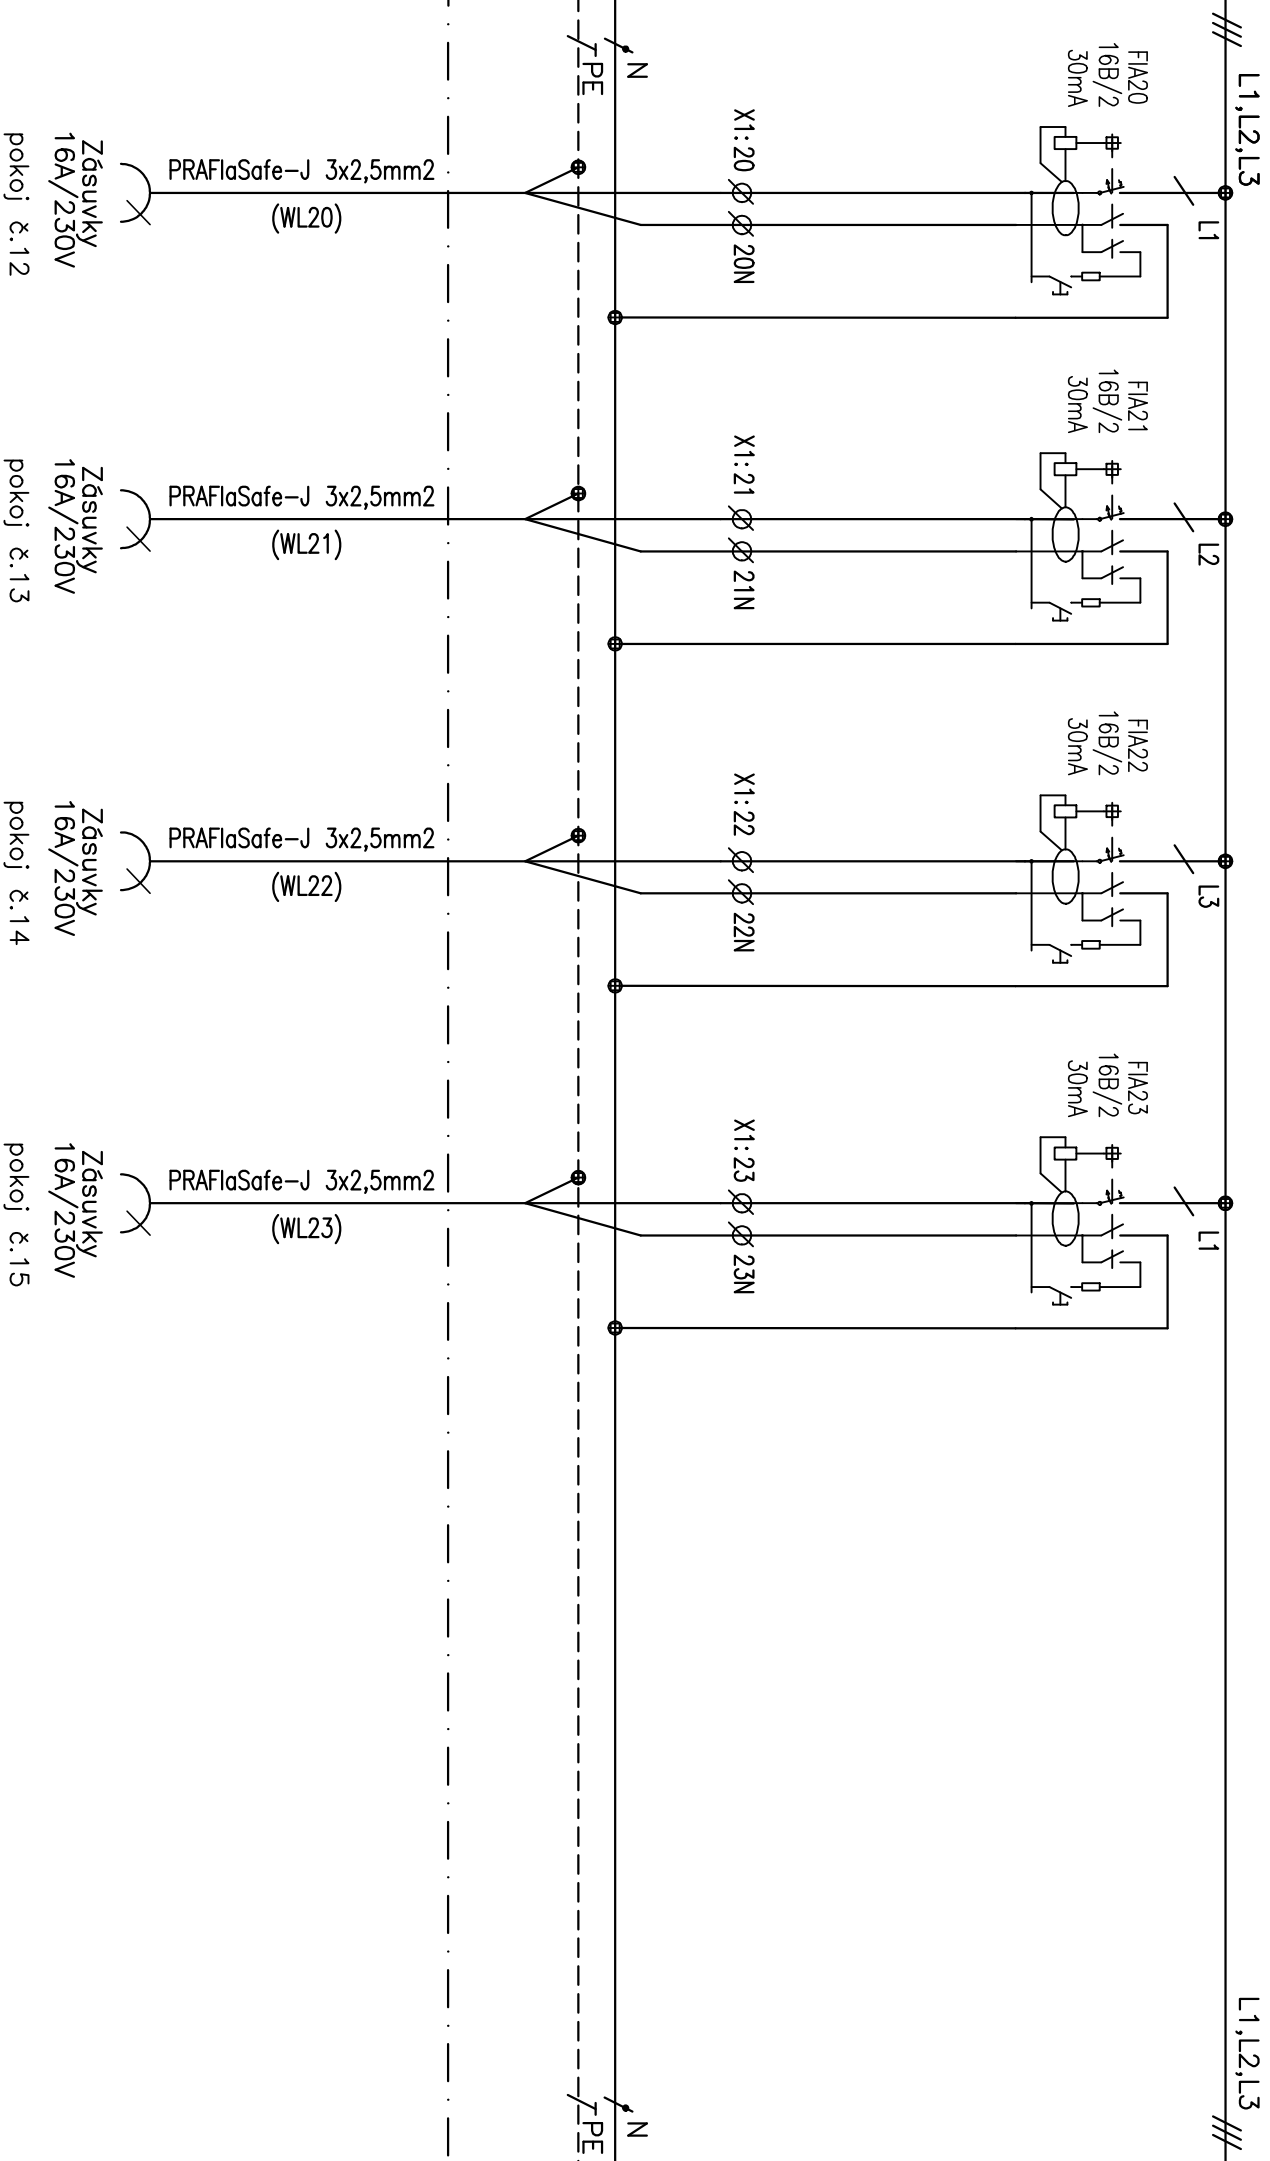 L1,L2,L3
L1,L2,L3
L1
L2
L3
L1
FIA20
16B/2
30mA
FIA21
16B/2
30mA
FIA22
16B/2
30mA
FIA23
16B/2
30mA
X1:20
20N
X1:21
21N
X1:22
22N
X1:23
23N
N
PE
N
PE
PRAFlaSafe-J 3x2,5mm2
(WL20)
PRAFlaSafe-J 3x2,5mm2
(WL21)
PRAFlaSafe-J 3x2,5mm2
(WL22)
PRAFlaSafe-J 3x2,5mm2
(WL23)
Zásuvky
16A/230V
pokoj č.12
Zásuvky
16A/230V
pokoj č.13
Zásuvky
16A/230V
pokoj č.14
Zásuvky
16A/230V
pokoj č.15